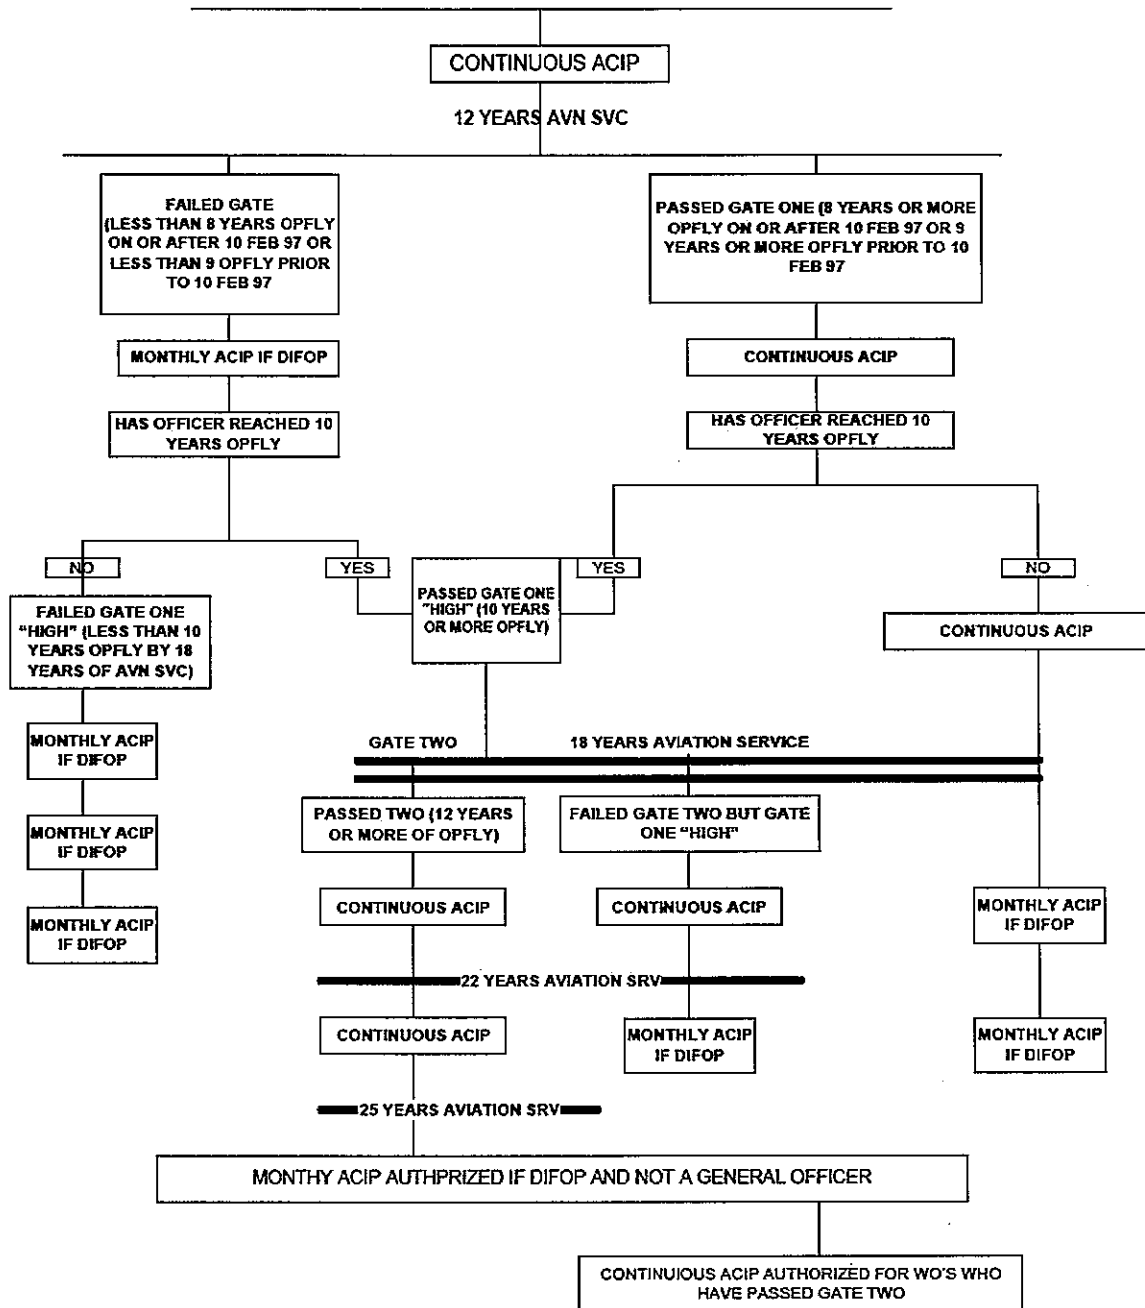 CONTINUOUS ACIP
12 YEARS AVN SVC
FAILED GATE
(LESS THAN 8 YEARS OPFLY
ON OR AFTER 10 FEB 97 OR
LESS THAN 9 OPFLY PRIOR
TO 10 FEB 97
PASSED GATE ONE (8 YEARS OR MORE
OPFLY ON OR AFTER 10 FEB 97 OR 9
YEARS OR MORE OPFLY PRIOR TO 10
FEB 97
MONTHLY ACIP IF DIFOP
CONTINUOUS ACIP
HAS OFFICER REACHED 10
YEARS OPFLY
HAS OFFICER REACHED 10
YEARS OPFLY
NO
YES
PASSED GATE ONE
"HIGH" (10 YEARS
OR MORE OPFLY)
YES
NO
FAILED GATE ONE
“HIGH” (LESS THAN 10
YEARS OPFLY BY 18
YEARS OF AVN SVC)
CONTINUOUS ACIP
MONTHLY ACIP
IF DIFOP
GATE TWO
18 YEARS AVIATION SERVICE
PASSED TWO (12 YEARS
OR MORE OF OPFLY)
FAILED GATE TWO BUT GATE
ONE “HIGH”
MONTHLY ACIP
IF DIFOP
CONTINUOUS ACIP
CONTINUOUS ACIP
MONTHLY ACIP
IF DIFOP
MONTHLY ACIP
IF DIFOP
22 YEARS AVIATION SRV
CONTINUOUS ACIP
MONTHLY ACIP
IF DIFOP
MONTHLY ACIP
IF DIFOP
25 YEARS AVIATION SRV
MONTHY ACIP AUTHPRIZED IF DIFOP AND NOT A GENERAL OFFICER
CONTINUIOUS ACIP AUTHORIZED FOR WO'S WHO
HAVE PASSED GATE TWO